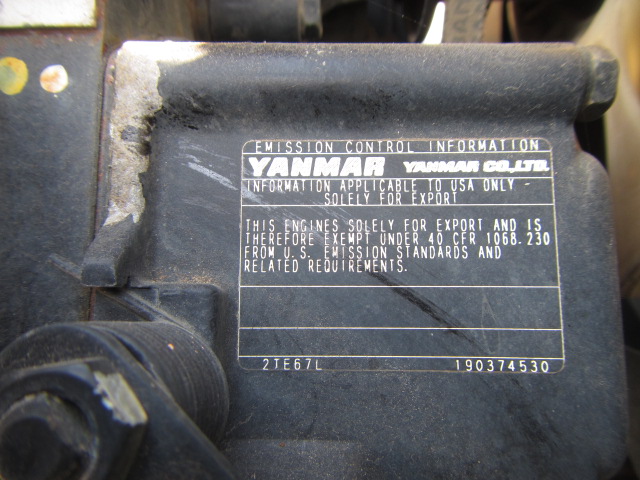 EMISSION CONTROL INFORMATION
YANMAR YANMAR CO.,LTD.
INFORMATION APPLICABLE TO USA ONLY -
SOLELY FOR EXPORT
THIS ENGINES SOLELY FOR EXPORT AND IS
THEREFORE EXEMPT UNDER 40 CFR 1068.230
FROM U.S. EMISSION STANDARDS AND
RELATED REQUIREMENTS.
2TE67L 190374530